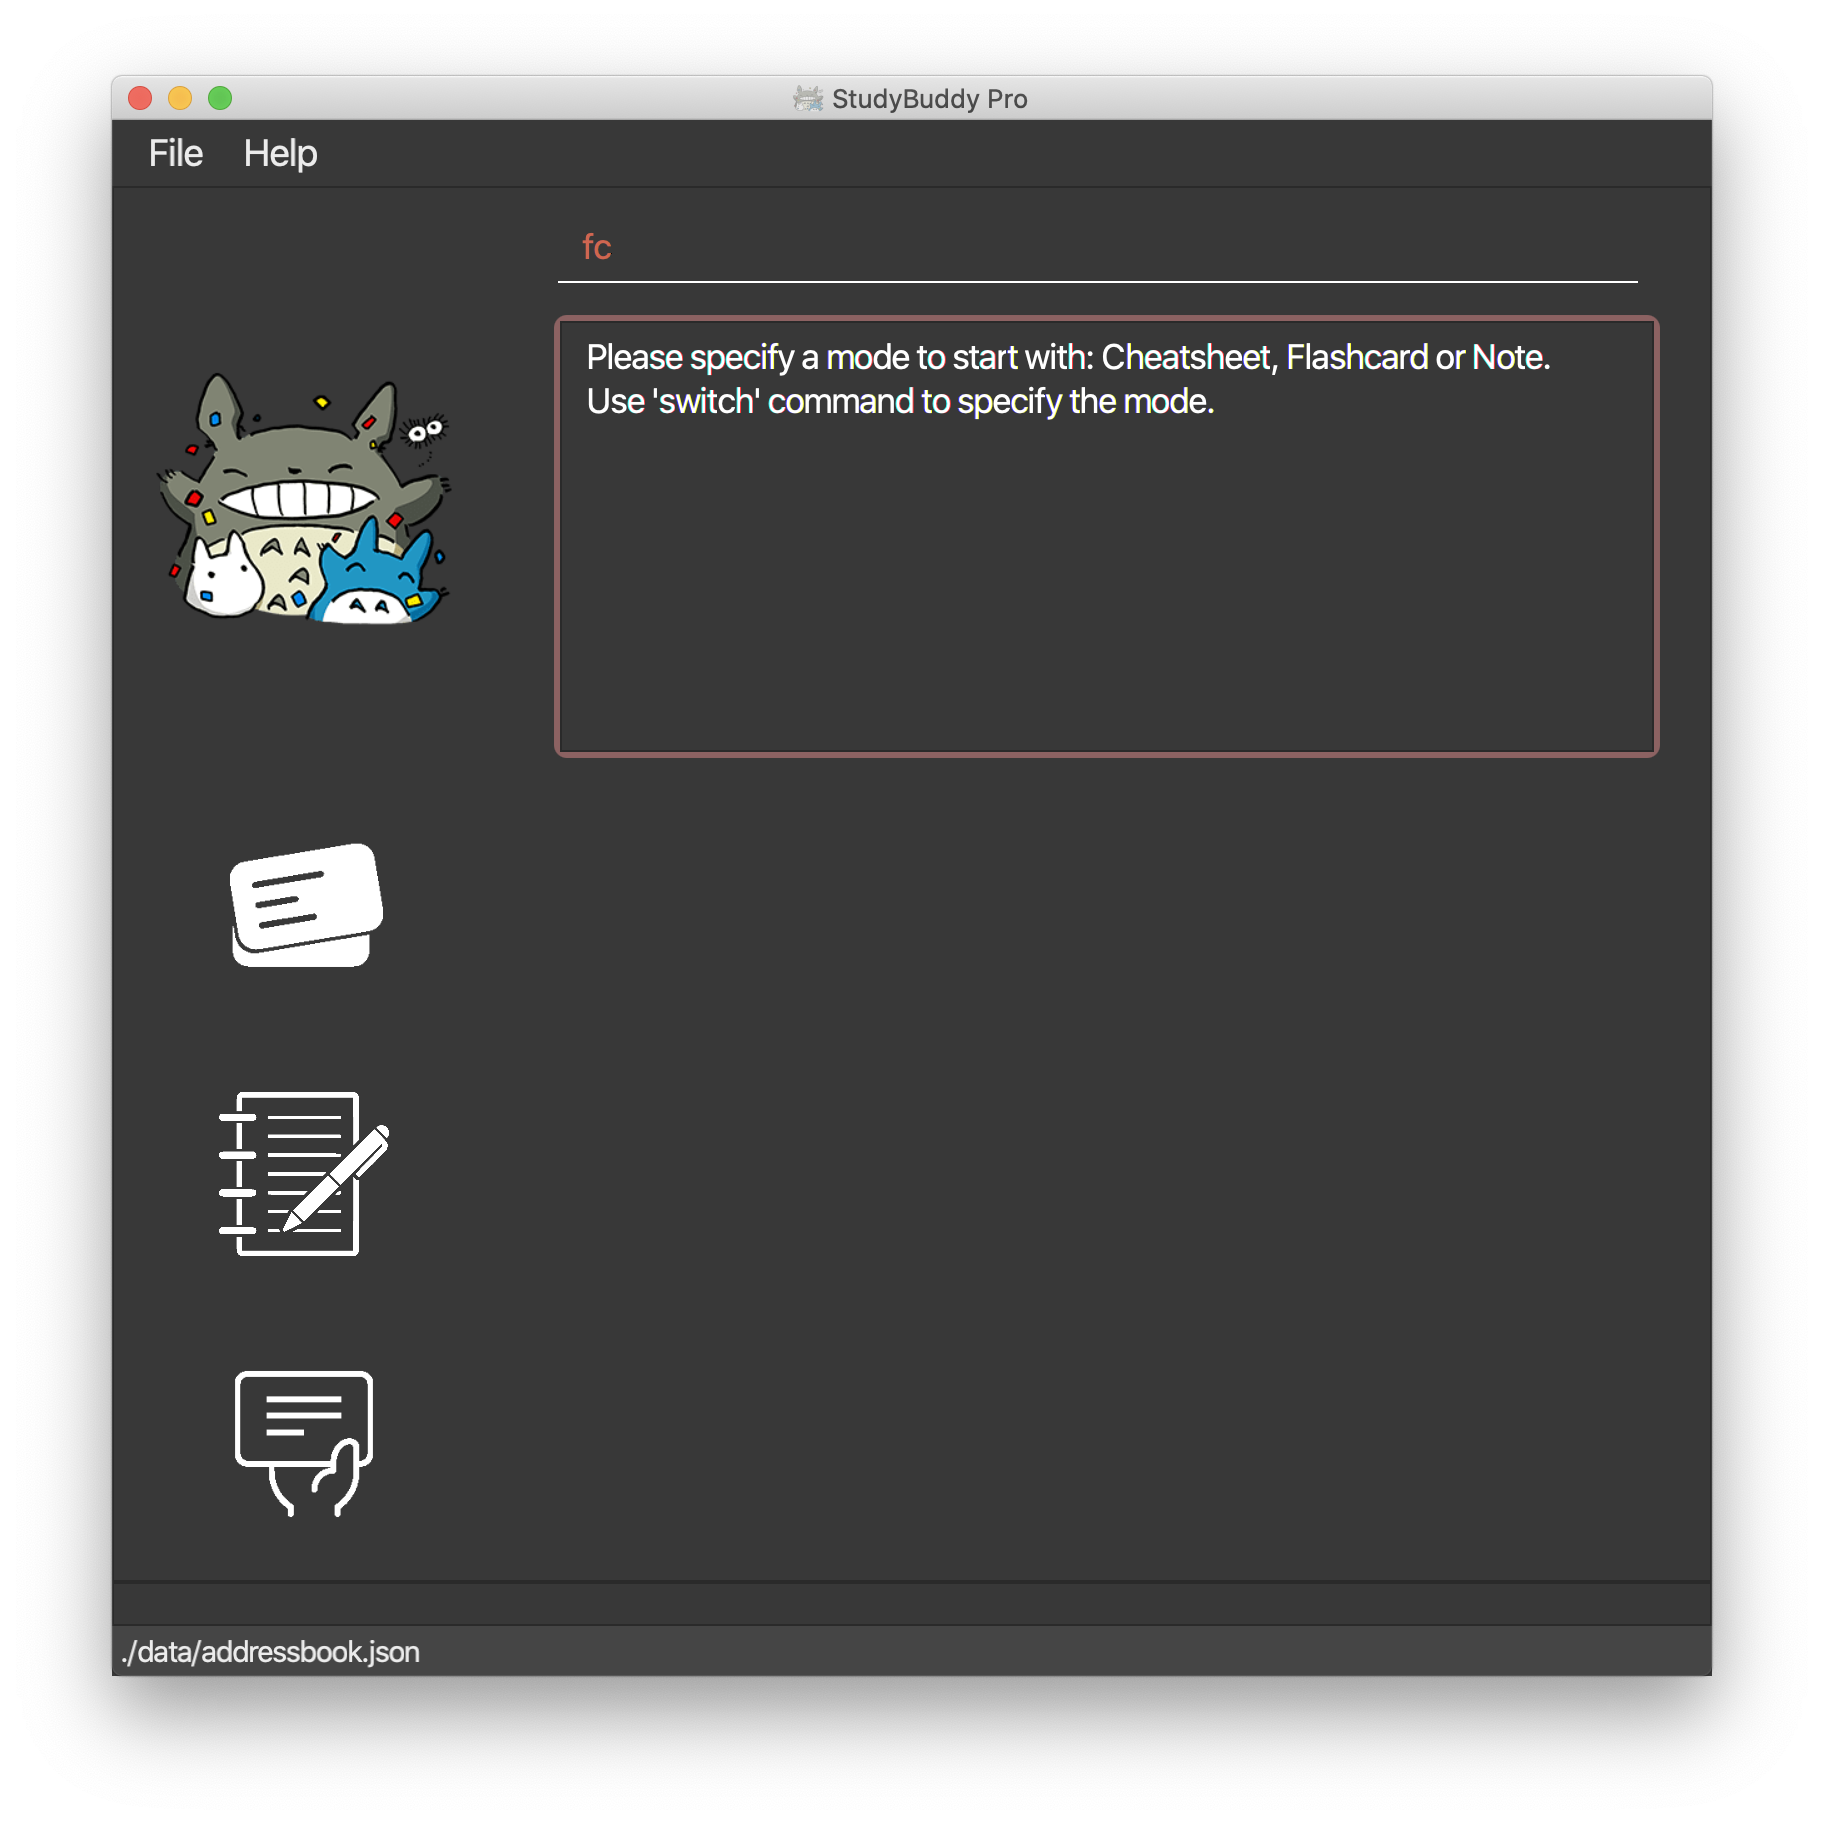 StudyBuddy Pro
File Help
fc
Please specify a mode to start with: Cheatsheet, Flashcard or Note.
Use 'switch' command to specify the mode.
./data/addressbook.json